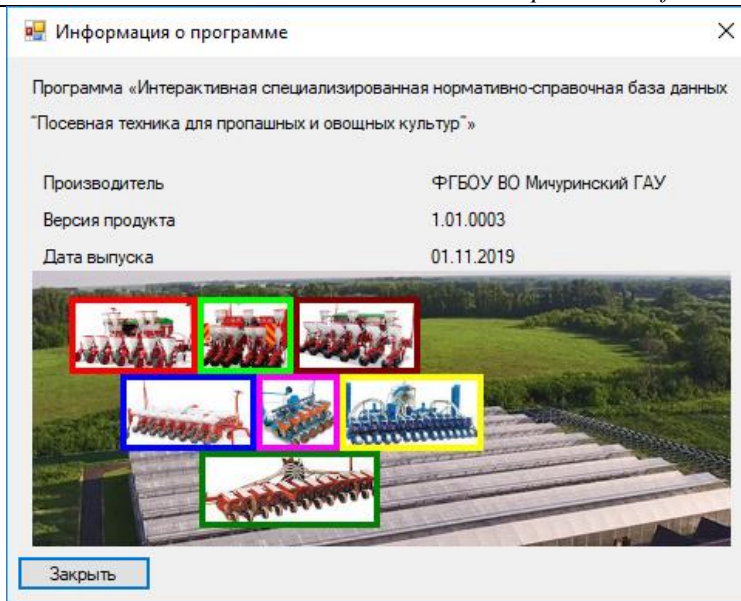 Информация о программе
Программа «Интерактивная специализированная нормативно-справочная база данных
"Посевная техника для пропашных и овощных культур"»
Производитель ФГБОУ ВО Мичуринский ГАУ
Версия продукта 1.01.0003
Дата выпуска 01.11.2019
Закрыть